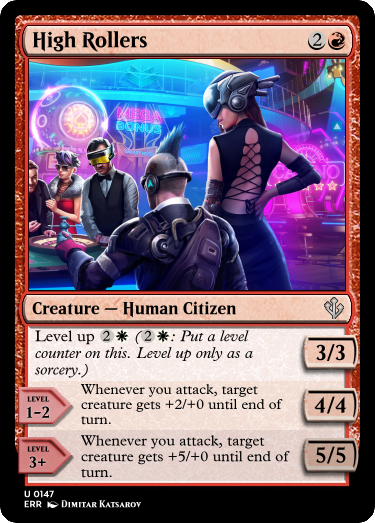 High Rollers 2
MEGA
BONUS
Creature — Human Citizen
Level up 2 (2: Put a level
counter on this. Level up only as a
sorcery.)
3/3
LEVEL
1-2
Whenever you attack, target
creature gets +2/+0 until end of
turn.
4/4
LEVEL
3+
Whenever you attack, target
creature gets +5/+0 until end of
turn.
5/5
U 0147
ERR DIMITAR KATSAROV